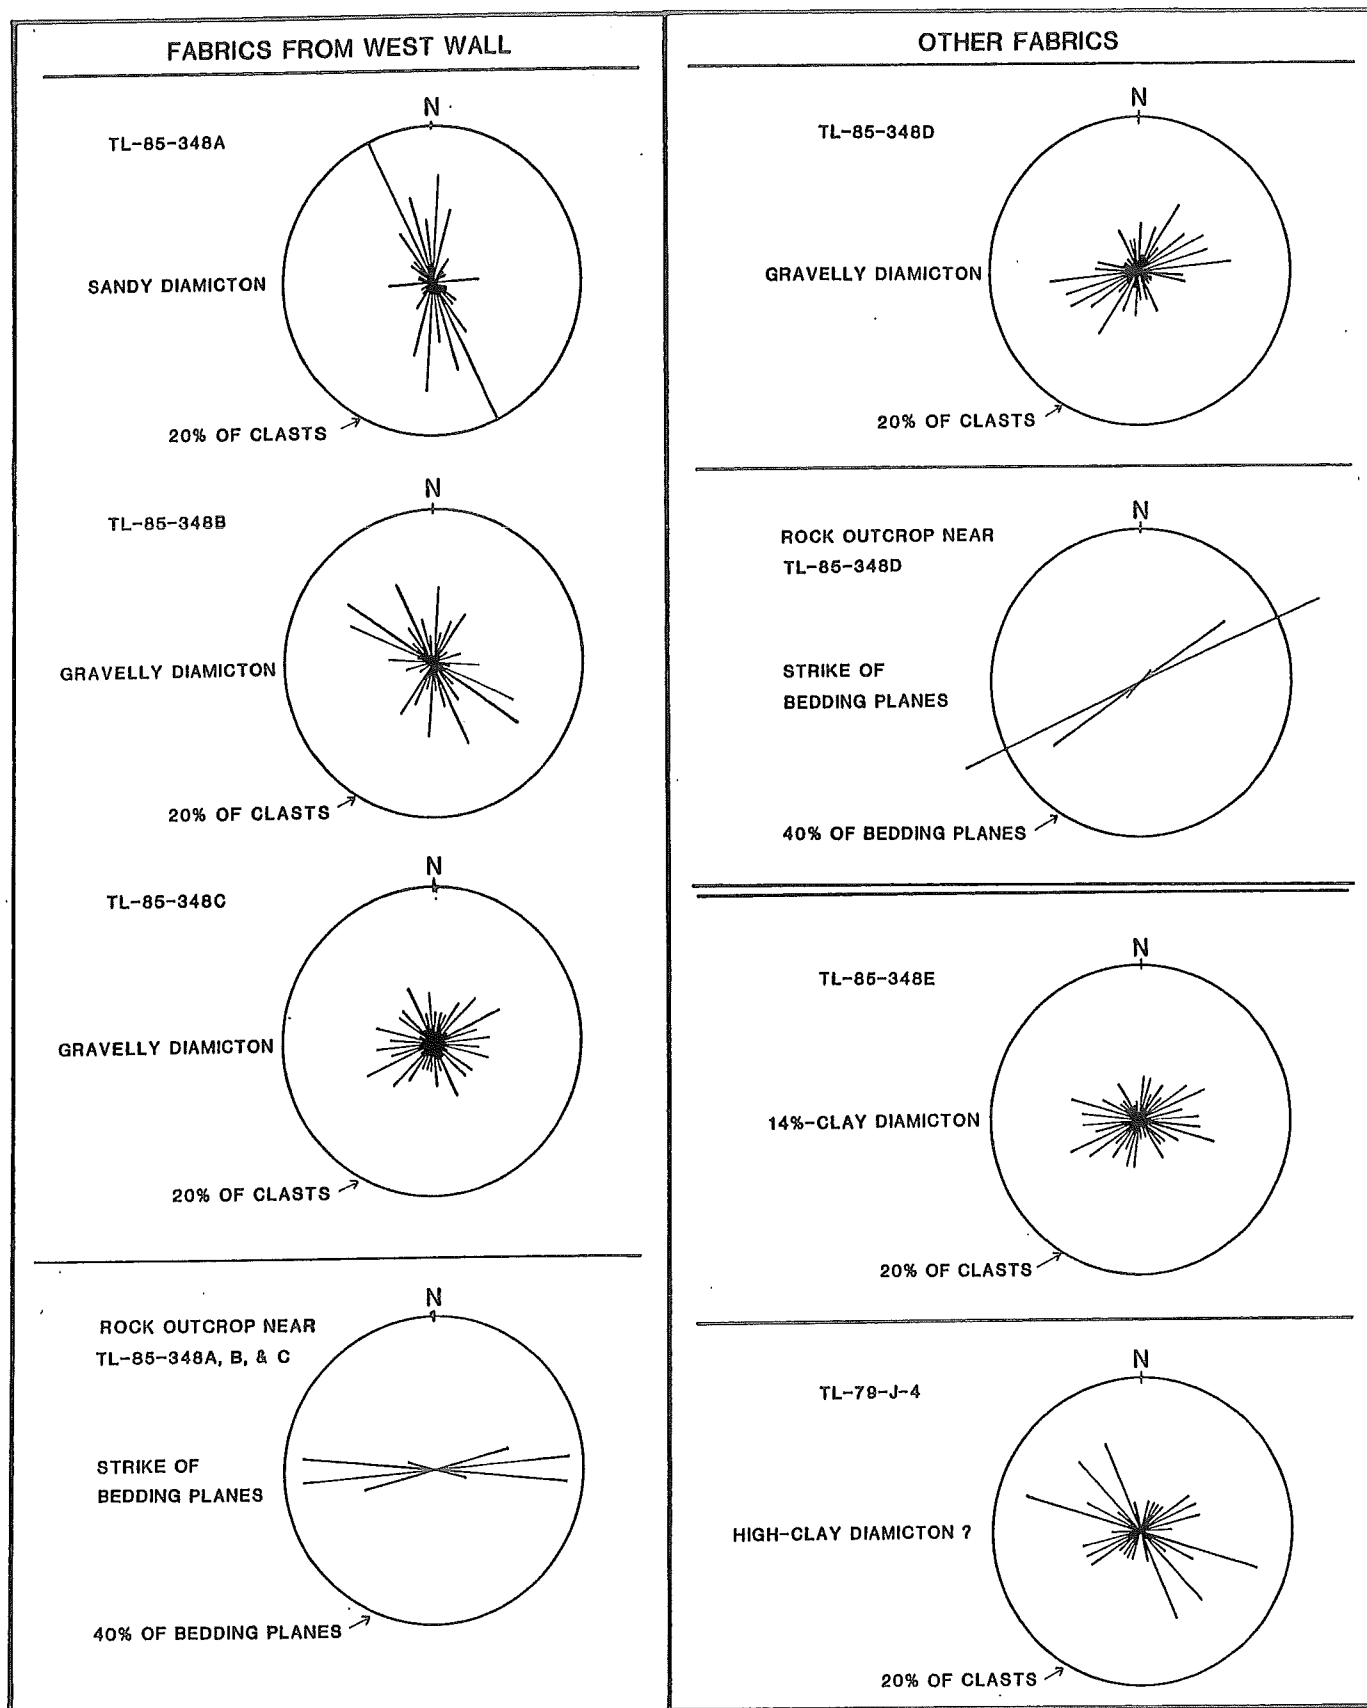 FABRICS FROM WEST WALL
N
TL-85-348A
SANDY DIAMICTON
20% OF CLASTS
N
TL-85-348B
GRAVELLY DIAMICTON
20% OF CLASTS
N
TL-85-348C
GRAVELLY DIAMICTON
20% OF CLASTS
N
ROCK OUTCROP NEAR
TL-85-348A, B, & C
STRIKE OF
BEDDING PLANES
40% OF BEDDING PLANES
OTHER FABRICS
N
TL-85-348D
GRAVELLY DIAMICTON
20% OF CLASTS
N
ROCK OUTCROP NEAR
TL-85-348D
STRIKE OF
BEDDING PLANES
40% OF BEDDING PLANES
N
TL-85-348E
14%-CLAY DIAMICTON
20% OF CLASTS
N
TL-79-J-4
HIGH-CLAY DIAMICTON ?
20% OF CLASTS